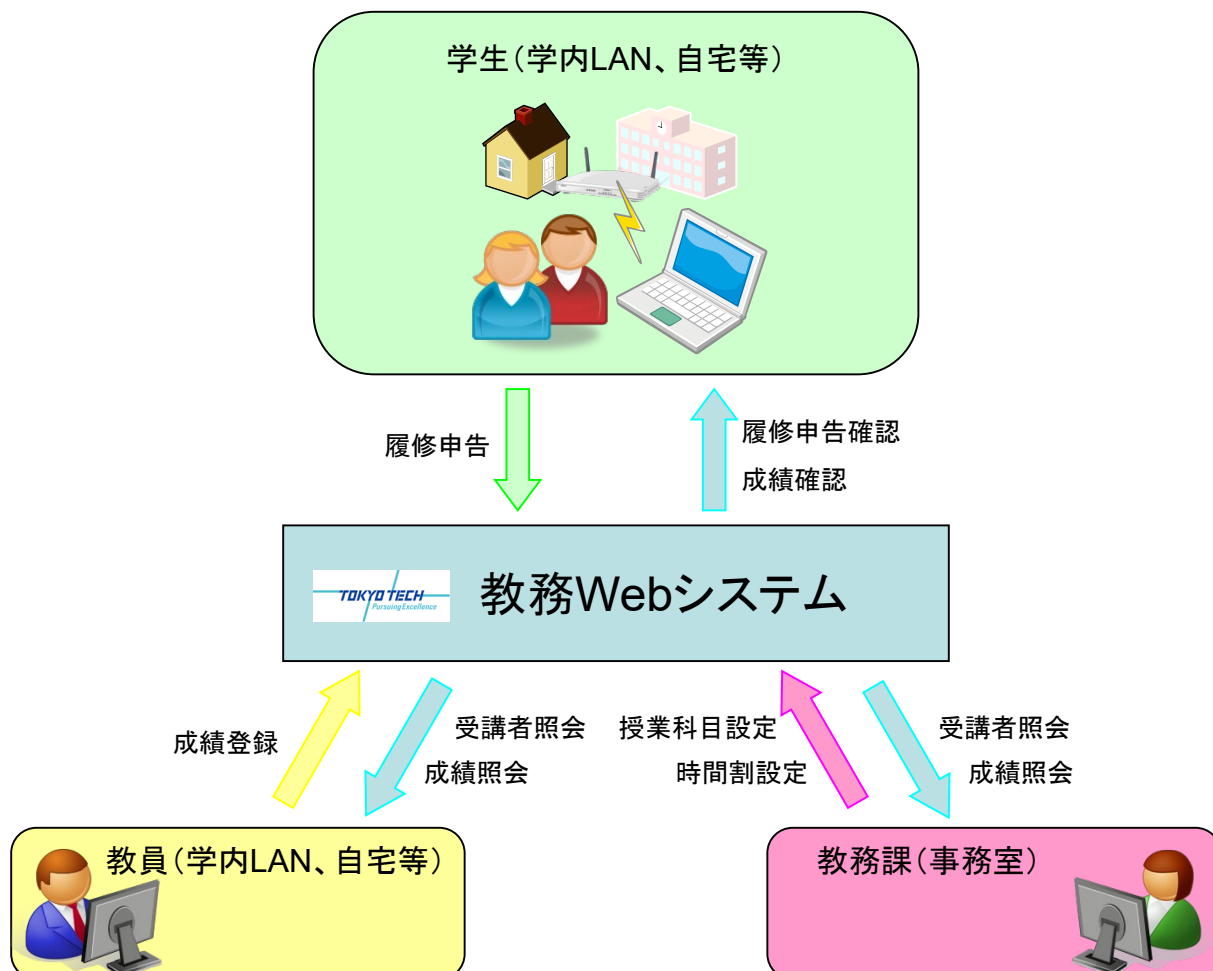 学生（学内LAN、自宅等）
履修申告
履修申告確認
成績確認
TOKYO TECH
Pursuing Excellence
教務Webシステム
成績登録
受講者照会
成績照会
授業科目設定
時間割設定
受講者照会
成績照会
教員（学内LAN、自宅等）
教務課（事務室）